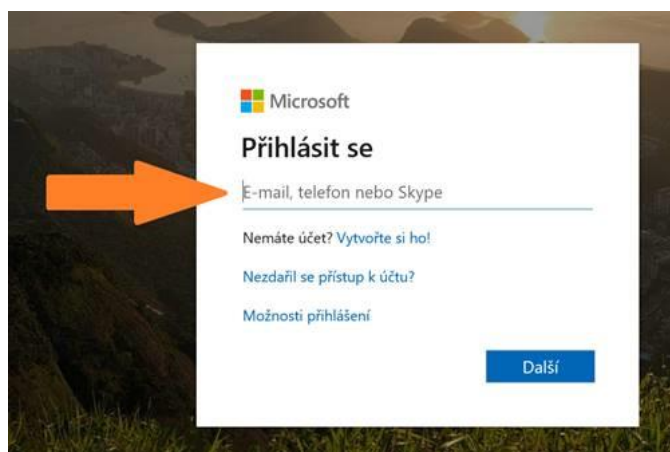 Microsoft
Přihlásit se
E-mail, telefon nebo Skype
Nemáte účet? Vytvořte si ho!
Nezdařil se přístup k účtu?
Možnosti přihlášení
Další